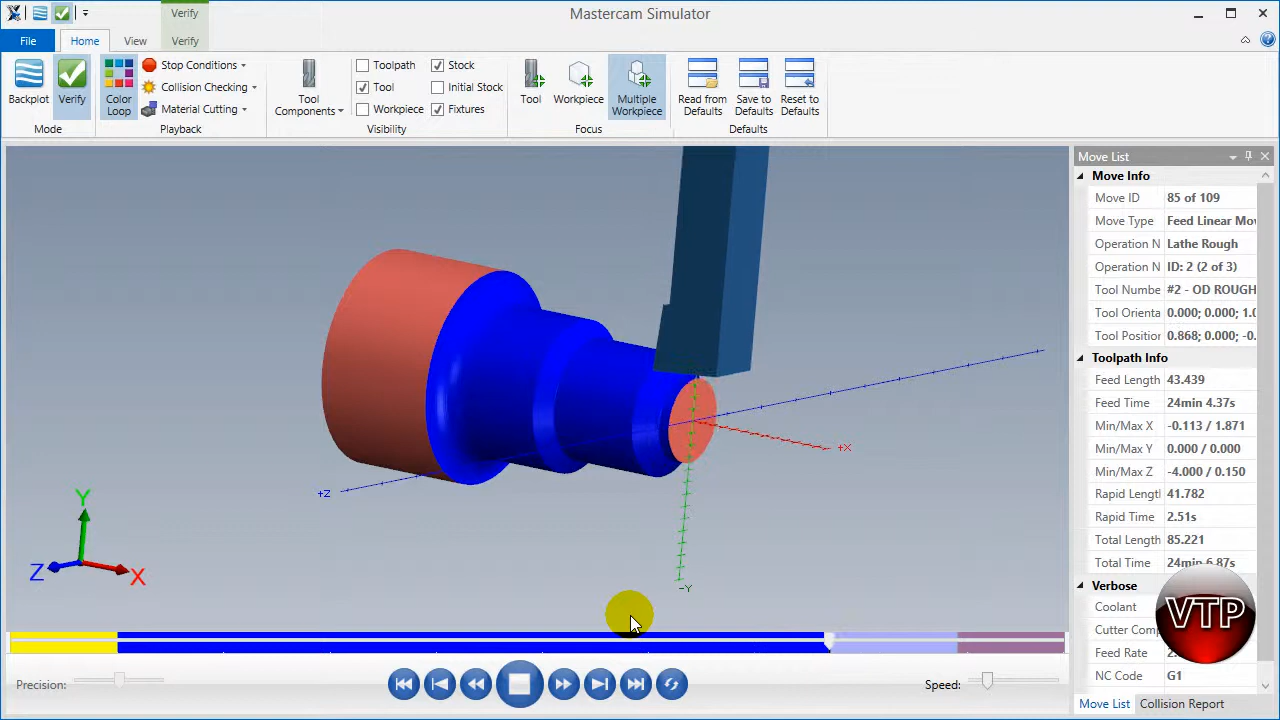 Verify
Mastercam Simulator
File
Home
View
Verify
Backplot
Verify
Mode
Color Loop
Stop Conditions
Collision Checking
Material Cutting
Playback
Tool Components
Toolpath
Tool
Workpiece
Stock
Initial Stock
Fixtures
Visibility
Tool
Workpiece
Multiple Workpiece
Focus
Read from Defaults
Save to Defaults
Reset to Defaults
Defaults
Move List
Move Info
Move ID 85 of 109
Move Type Feed Linear Mov
Operation N Lathe Rough
Operation N ID: 2 (2 of 3)
Tool Numbe #2 - OD ROUGH
Tool Orienta 0.000; 0.000; 1.0
Tool Position 0.868; 0.000; -0.
Toolpath Info
Feed Length 43.439
Feed Time 24min 4.37s
Min/Max X -0.113 / 1.871
Min/Max Y 0.000 / 0.000
Min/Max Z -4.000 / 0.150
Rapid Length 41.782
Rapid Time 2.51s
Total Length 85.221
Total Time 24min 6.87s
Verbose
Coolant
Cutter Comp
Feed Rate 2.
NC Code G1
VTP
+X
+Z
-Y
Y
Z
X
Precision:
Speed:
Move List
Collision Report